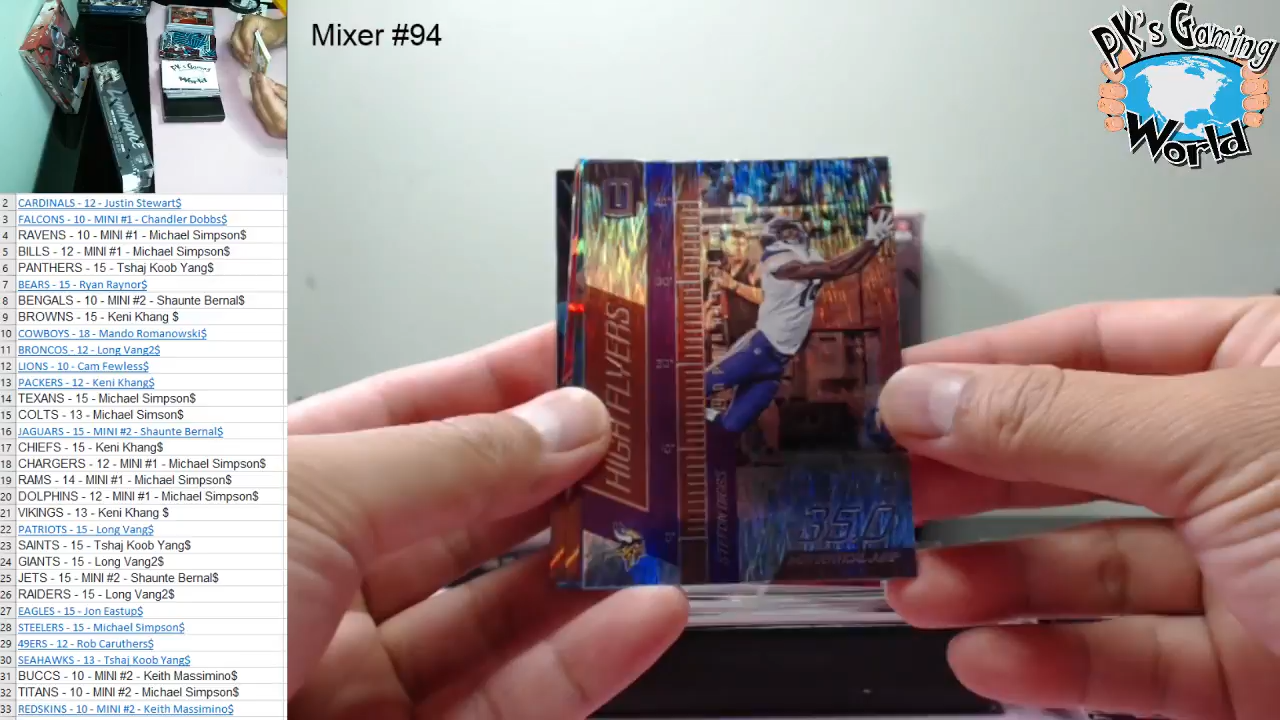 Mixer #94
PK's Gaming
World
PK's Gaming
World
2 CARDINALS - 12 - Justin Stewart$
3 FALCONS - 10 - MINI #1 - Chandler Dobbs$
4 RAVENS - 10 - MINI #1 - Michael Simpson$
5 BILLS - 12 - MINI #1 - Michael Simpson$
6 PANTHERS - 15 - Tshaj Koob Yang$
7 BEARS - 15 - Ryan Raynor$
8 BENGALS - 10 - MINI #2 - Shaunte Bernal$
9 BROWNS - 15 - Keni Khang $
10 COWBOYS - 18 - Mando Romanowski$
11 BRONCOS - 12 - Long Vang2$
12 LIONS - 10 - Cam Fewless$
13 PACKERS - 12 - Keni Khang$
14 TEXANS - 15 - Michael Simpson$
15 COLTS - 13 - Michael Simson$
16 JAGUARS - 15 - MINI #2 - Shaunte Bernal$
17 CHIEFS - 15 - Keni Khang$
18 CHARGERS - 12 - MINI #1 - Michael Simpson$
19 RAMS - 14 - MINI #1 - Michael Simpson$
20 DOLPHINS - 12 - MINI #1 - Michael Simpson$
21 VIKINGS - 13 - Keni Khang $
22 PATRIOTS - 15 - Long Vang$
23 SAINTS - 15 - Tshaj Koob Yang$
24 GIANTS - 15 - Long Vang2$
25 JETS - 15 - MINI #2 - Shaunte Bernal$
26 RAIDERS - 15 - Long Vang2$
27 EAGLES - 15 - Jon Eastup$
28 STEELERS - 15 - Michael Simpson$
29 49ERS - 12 - Rob Caruthers$
30 SEAHAWKS - 13 - Tshaj Koob Yang$
31 BUCCS - 10 - MINI #2 - Keith Massimino$
32 TITANS - 10 - MINI #2 - Michael Simpson$
33 REDSKINS - 10 - MINI #2 - Keith Massimino$
HIGH FLYERS
STEFON DIGGS
35.0